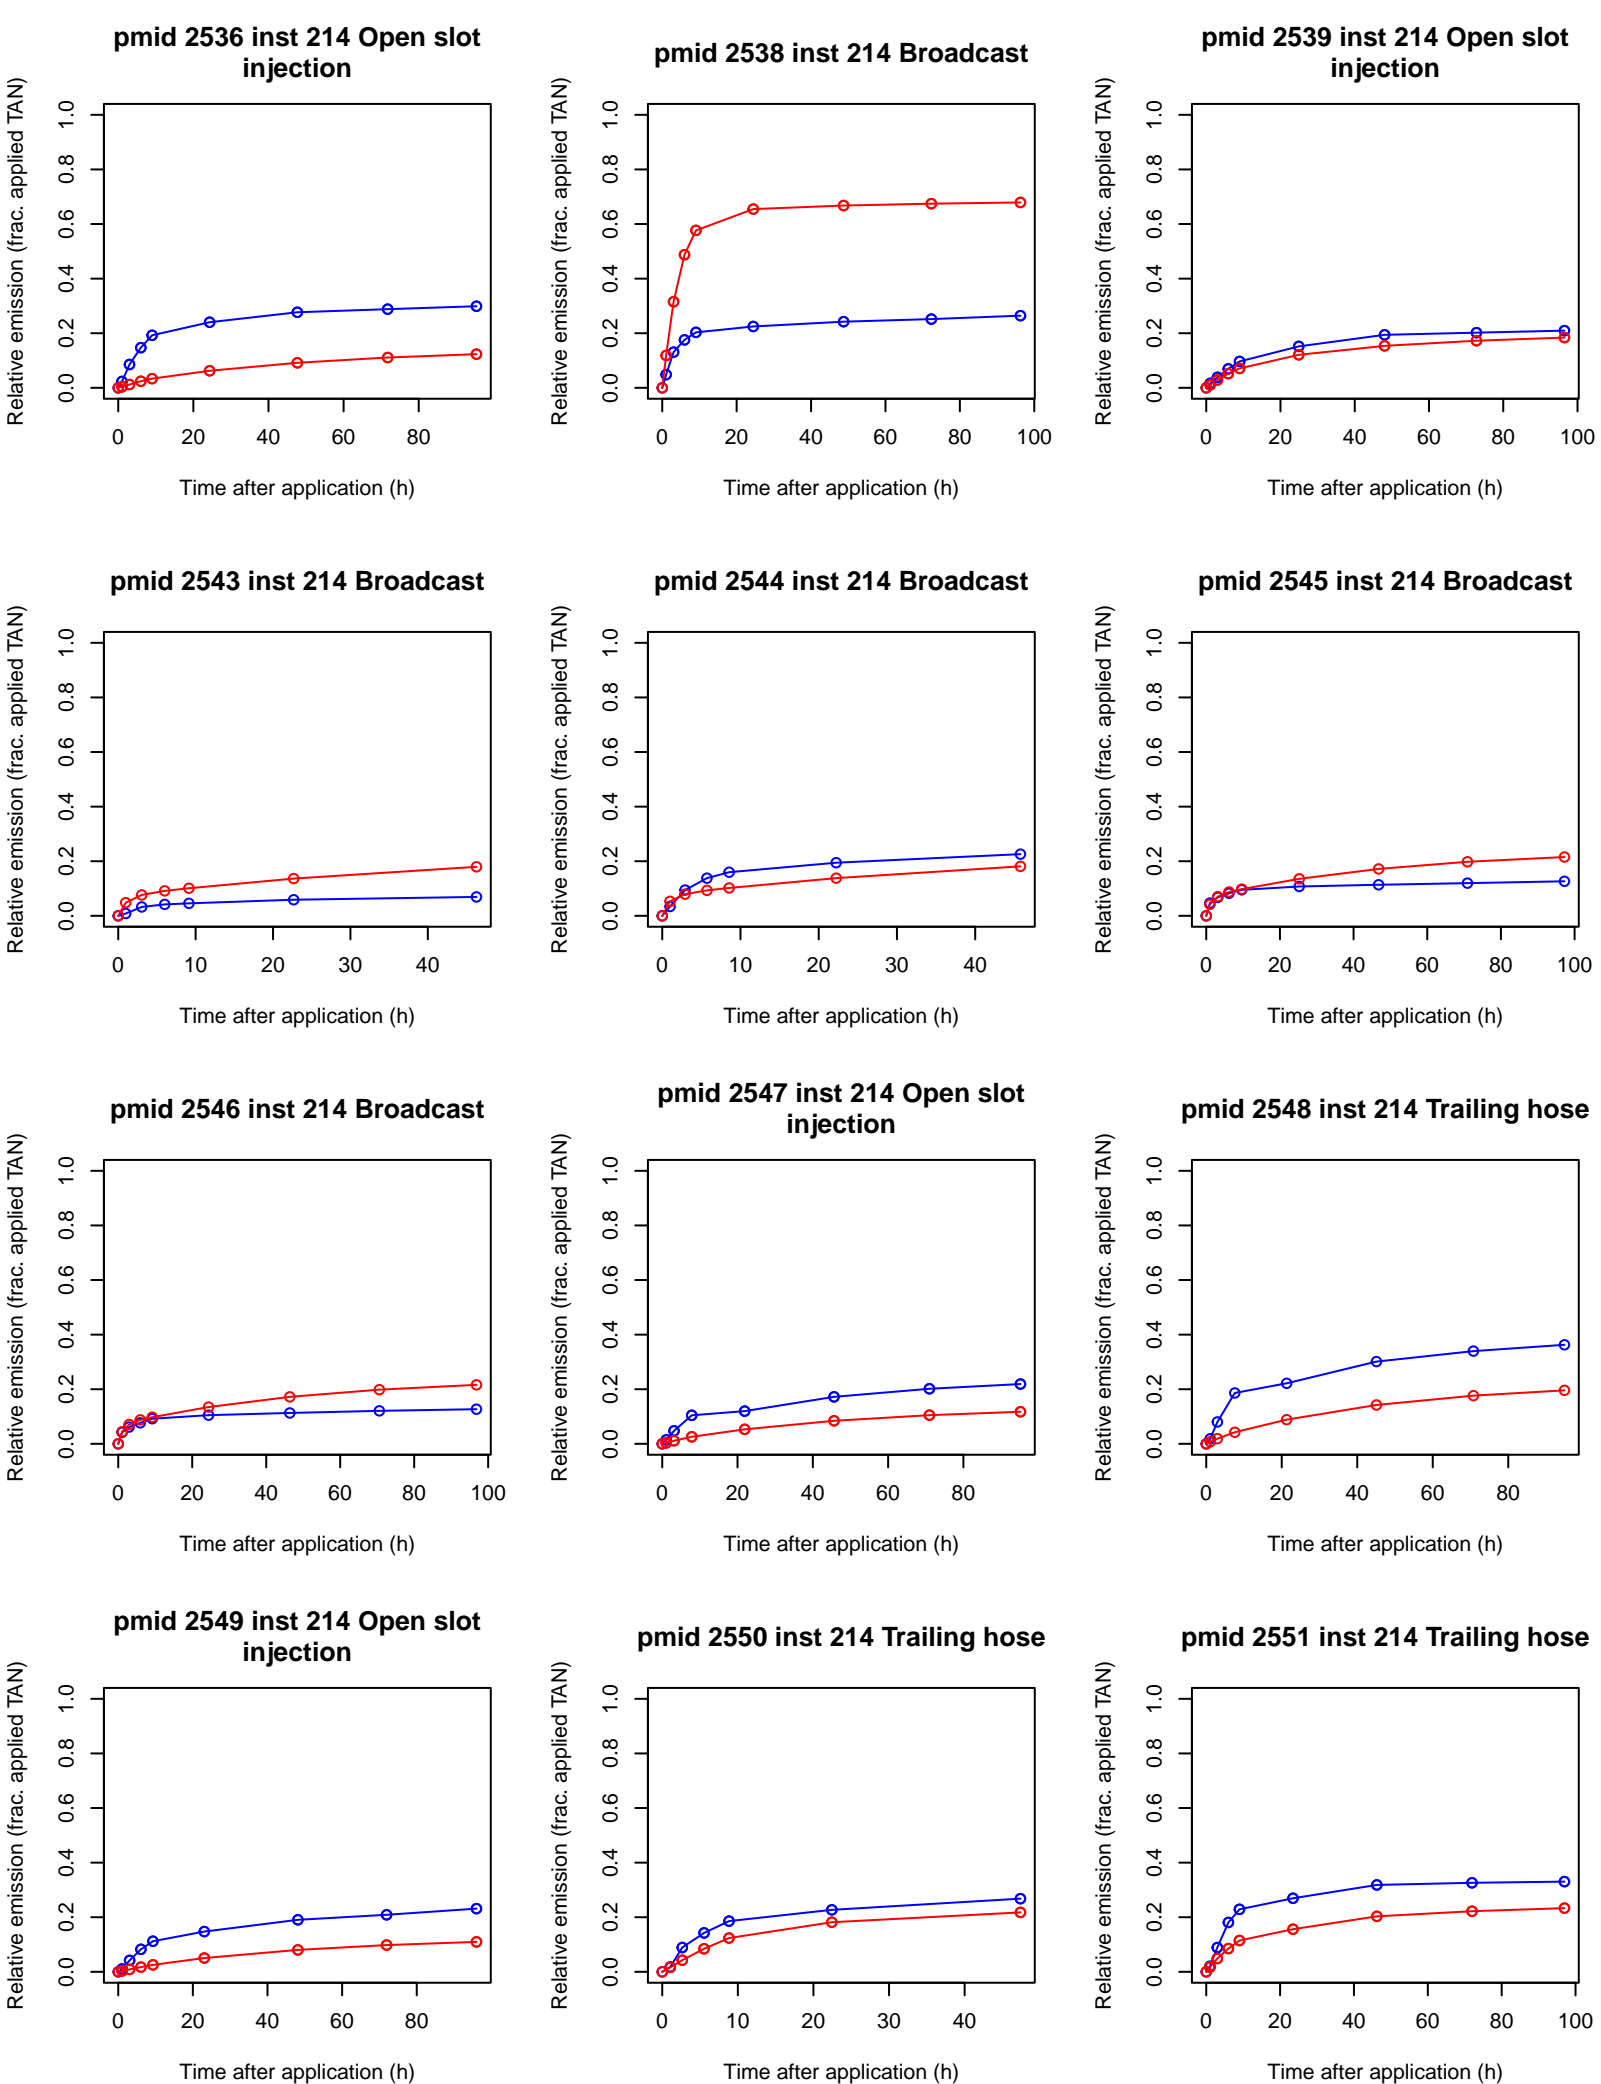 pmid 2536 inst 214 Open slot
injection
Relative emission (frac. applied TAN)
0.0 0.2 0.4 0.6 0.8 1.0
0 20 40 60 80
Time after application (h)
pmid 2538 inst 214 Broadcast
Relative emission (frac. applied TAN)
0.0 0.2 0.4 0.6 0.8 1.0
0 20 40 60 80 100
Time after application (h)
pmid 2539 inst 214 Open slot
injection
Relative emission (frac. applied TAN)
0.0 0.2 0.4 0.6 0.8 1.0
0 20 40 60 80 100
Time after application (h)
pmid 2543 inst 214 Broadcast
Relative emission (frac. applied TAN)
0.0 0.2 0.4 0.6 0.8 1.0
0 10 20 30 40
Time after application (h)
pmid 2544 inst 214 Broadcast
Relative emission (frac. applied TAN)
0.0 0.2 0.4 0.6 0.8 1.0
0 10 20 30 40
Time after application (h)
pmid 2545 inst 214 Broadcast
Relative emission (frac. applied TAN)
0.0 0.2 0.4 0.6 0.8 1.0
0 20 40 60 80 100
Time after application (h)
pmid 2546 inst 214 Broadcast
Relative emission (frac. applied TAN)
0.0 0.2 0.4 0.6 0.8 1.0
0 20 40 60 80 100
Time after application (h)
pmid 2547 inst 214 Open slot
injection
Relative emission (frac. applied TAN)
0.0 0.2 0.4 0.6 0.8 1.0
0 20 40 60 80
Time after application (h)
pmid 2548 inst 214 Trailing hose
Relative emission (frac. applied TAN)
0.0 0.2 0.4 0.6 0.8 1.0
0 20 40 60 80
Time after application (h)
pmid 2549 inst 214 Open slot
injection
Relative emission (frac. applied TAN)
0.0 0.2 0.4 0.6 0.8 1.0
0 20 40 60 80
Time after application (h)
pmid 2550 inst 214 Trailing hose
Relative emission (frac. applied TAN)
0.0 0.2 0.4 0.6 0.8 1.0
0 10 20 30 40
Time after application (h)
pmid 2551 inst 214 Trailing hose
Relative emission (frac. applied TAN)
0.0 0.2 0.4 0.6 0.8 1.0
0 20 40 60 80 100
Time after application (h)